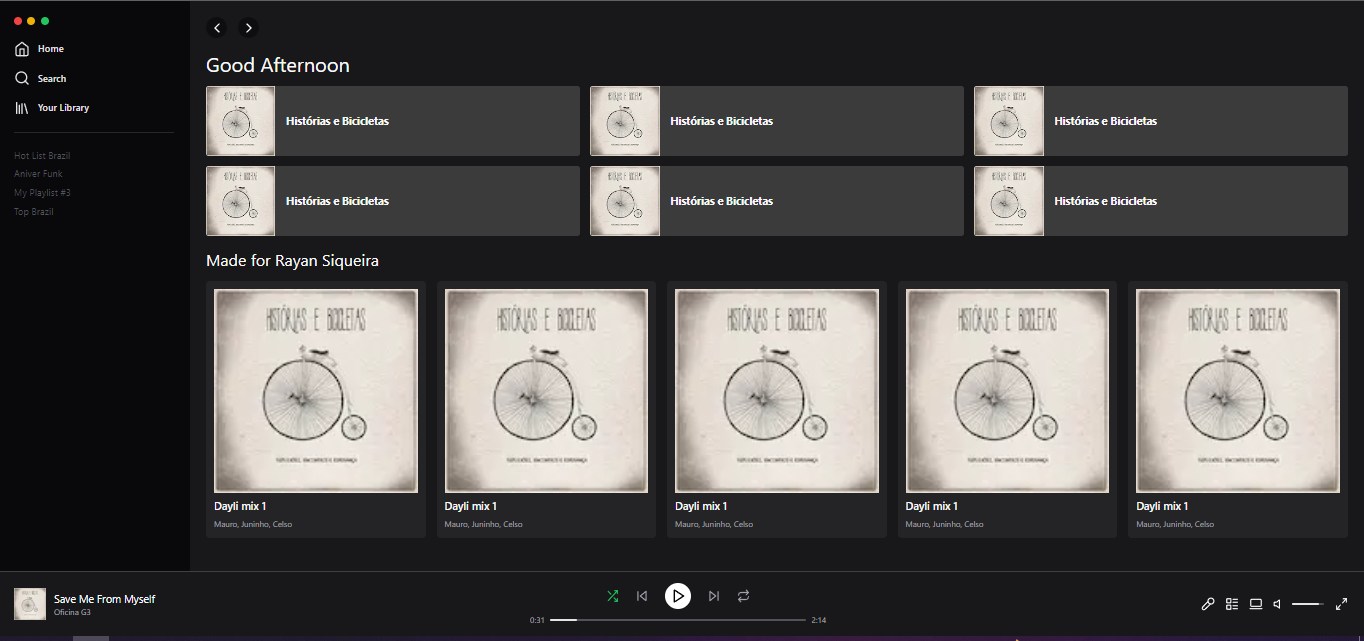 Home
Search
Your Library
Hot List Brazil
Aniver Funk
My Playlist #3
Top Brazil
Good Afternoon
Histórias e Bicicletas
Histórias e Bicicletas
Histórias e Bicicletas
Histórias e Bicicletas
Histórias e Bicicletas
Histórias e Bicicletas
Made for Rayan Siqueira
HISTÓRIAS E BICICLETAS
HISTÓRIAS E BICICLETAS
HISTÓRIAS E BICICLETAS
HISTÓRIAS E BICICLETAS
HISTÓRIAS E BICICLETAS
Dayli mix 1
Mauro, Juninho, Celso
Dayli mix 1
Mauro, Juninho, Celso
Dayli mix 1
Mauro, Juninho, Celso
Dayli mix 1
Mauro, Juninho, Celso
Dayli mix 1
Mauro, Juninho, Celso
Save Me From Myself
Oficina G3
0:31
2:14